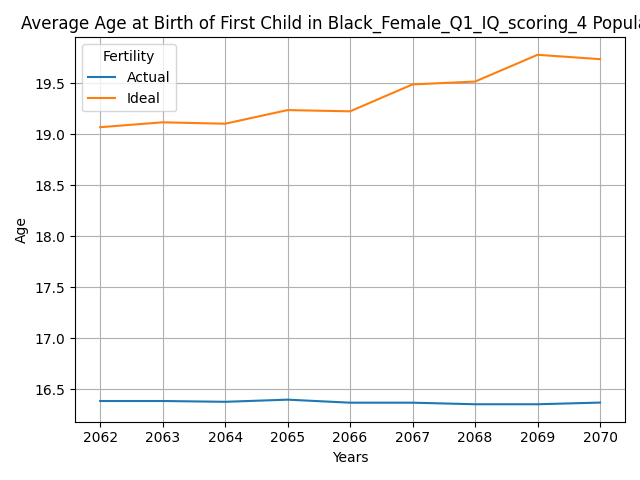 Average Age at Birth of First Child in Black_Female_Q1_IQ_scoring_4 Popula
Fertility
Actual
Ideal
19.5
19.0
18.5
18.0
17.5
17.0
16.5
Age
2062 2063 2064 2065 2066 2067 2068 2069 2070
Years